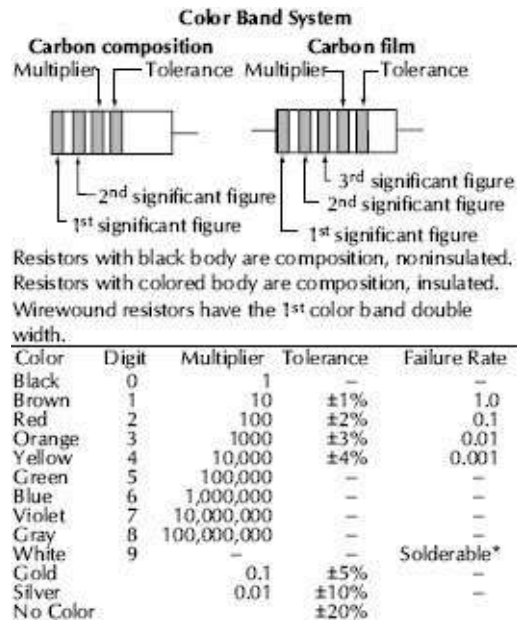 Color Band System
Carbon composition Carbon film
Multiplier Tolerance Multiplier Tolerance
3rd significant figure
2nd significant figure 2nd significant figure
1st significant figure 1st significant figure
Resistors with black body are composition, noninsulated.
Resistors with colored body are composition, insulated.
Wirewound resistors have the 1st color band double
width.
Color Digit Multiplier Tolerance Failure Rate
Black 0 1 – –
Brown 1 10 ±1% 1.0
Red 2 100 ±2% 0.1
Orange 3 1000 ±3% 0.01
Yellow 4 10,000 ±4% 0.001
Green 5 100,000 – –
Blue 6 1,000,000 – –
Violet 7 10,000,000 – –
Gray 8 100,000,000 – –
White 9 – – Solderable*
Gold 0.1 ±5% –
Silver 0.01 ±10% –
No Color ±20%